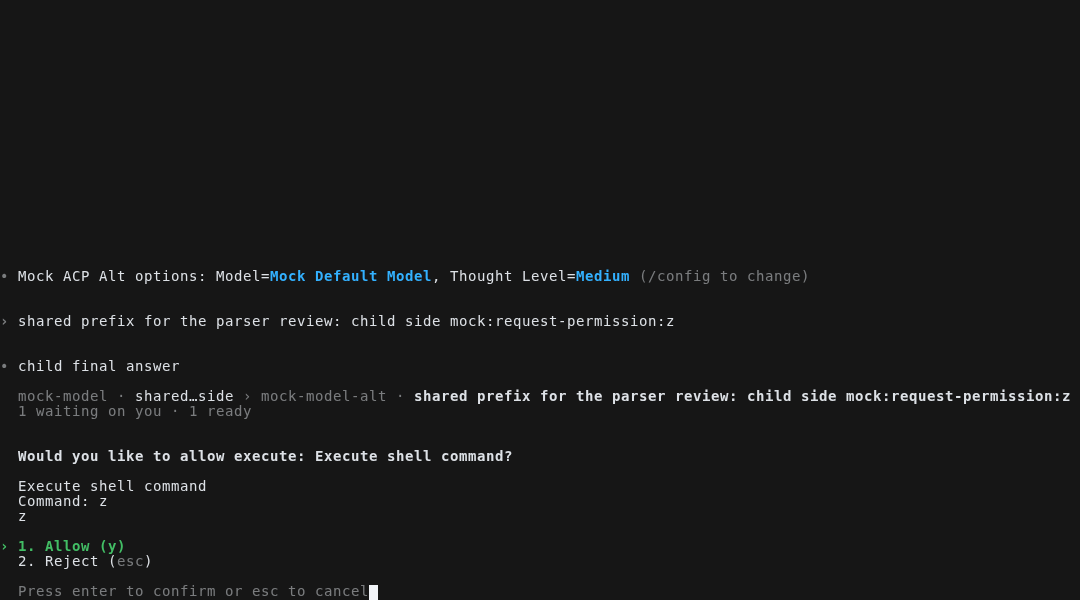 • Mock ACP Alt options: Model=Mock Default Model, Thought Level=Medium (/config to change)
› shared prefix for the parser review: child side mock:request-permission:z
• child final answer
mock-model · shared…side › mock-model-alt · shared prefix for the parser review: child side mock:request-permission:z
1 waiting on you · 1 ready
Would you like to allow execute: Execute shell command?
Execute shell command
Command: z
z
› 1. Allow (y)
2. Reject (esc)
Press enter to confirm or esc to cancel